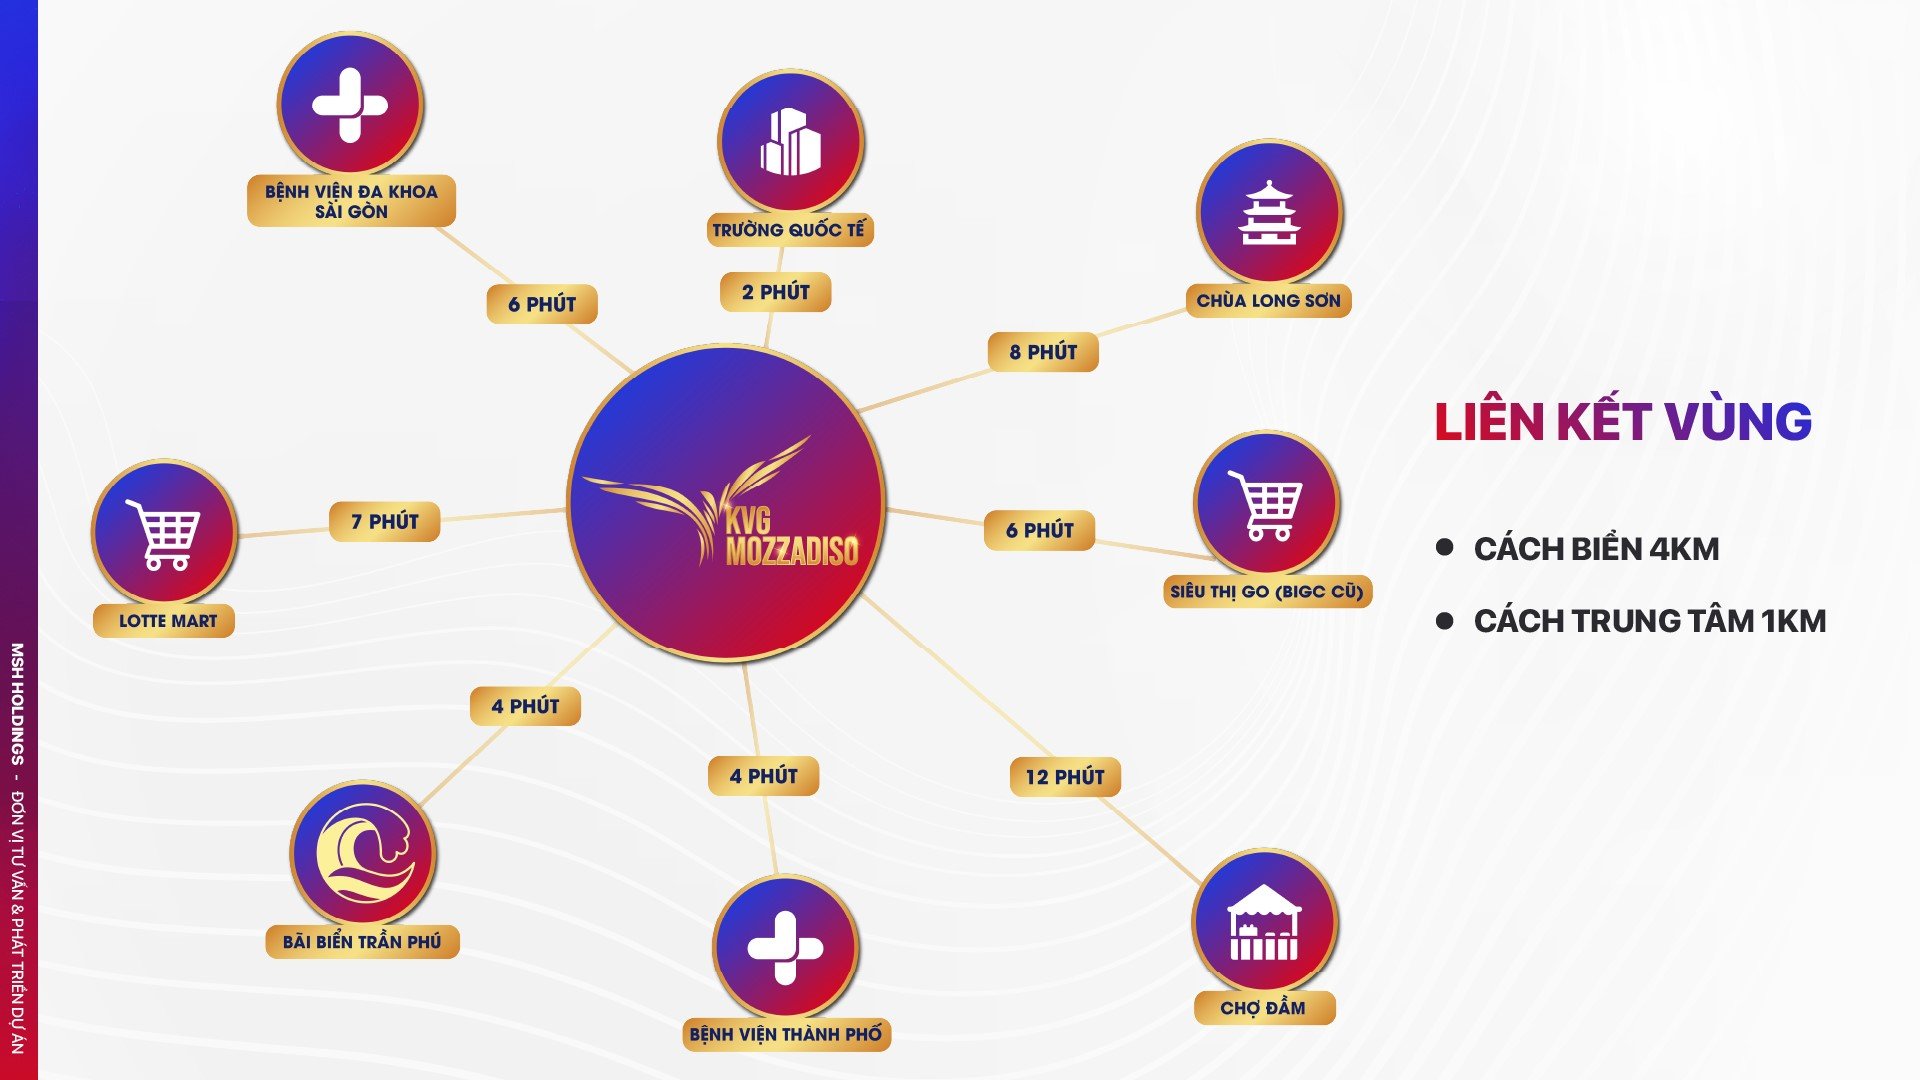 BỆNH VIỆN ĐA KHOA
SÀI GÒN
TRƯỜNG QUỐC TẾ
CHÙA LONG SƠN
6 PHÚT
2 PHÚT
8 PHÚT
LIÊN KẾT VÙNG
KVG
MOZZADISO
7 PHÚT
6 PHÚT
LOTTE MART
SIÊU THỊ GO (BIGC CŨ)
● CÁCH BIỂN 4KM
● CÁCH TRUNG TÂM 1KM
4 PHÚT
4 PHÚT
12 PHÚT
BÃI BIỂN TRẦN PHÚ
BỆNH VIỆN THÀNH PHỐ
CHỢ ĐẦM
MSH HOLDINGS - ĐƠN VỊ TƯ VẤN & PHÁT TRIỂN DỰ ÁN